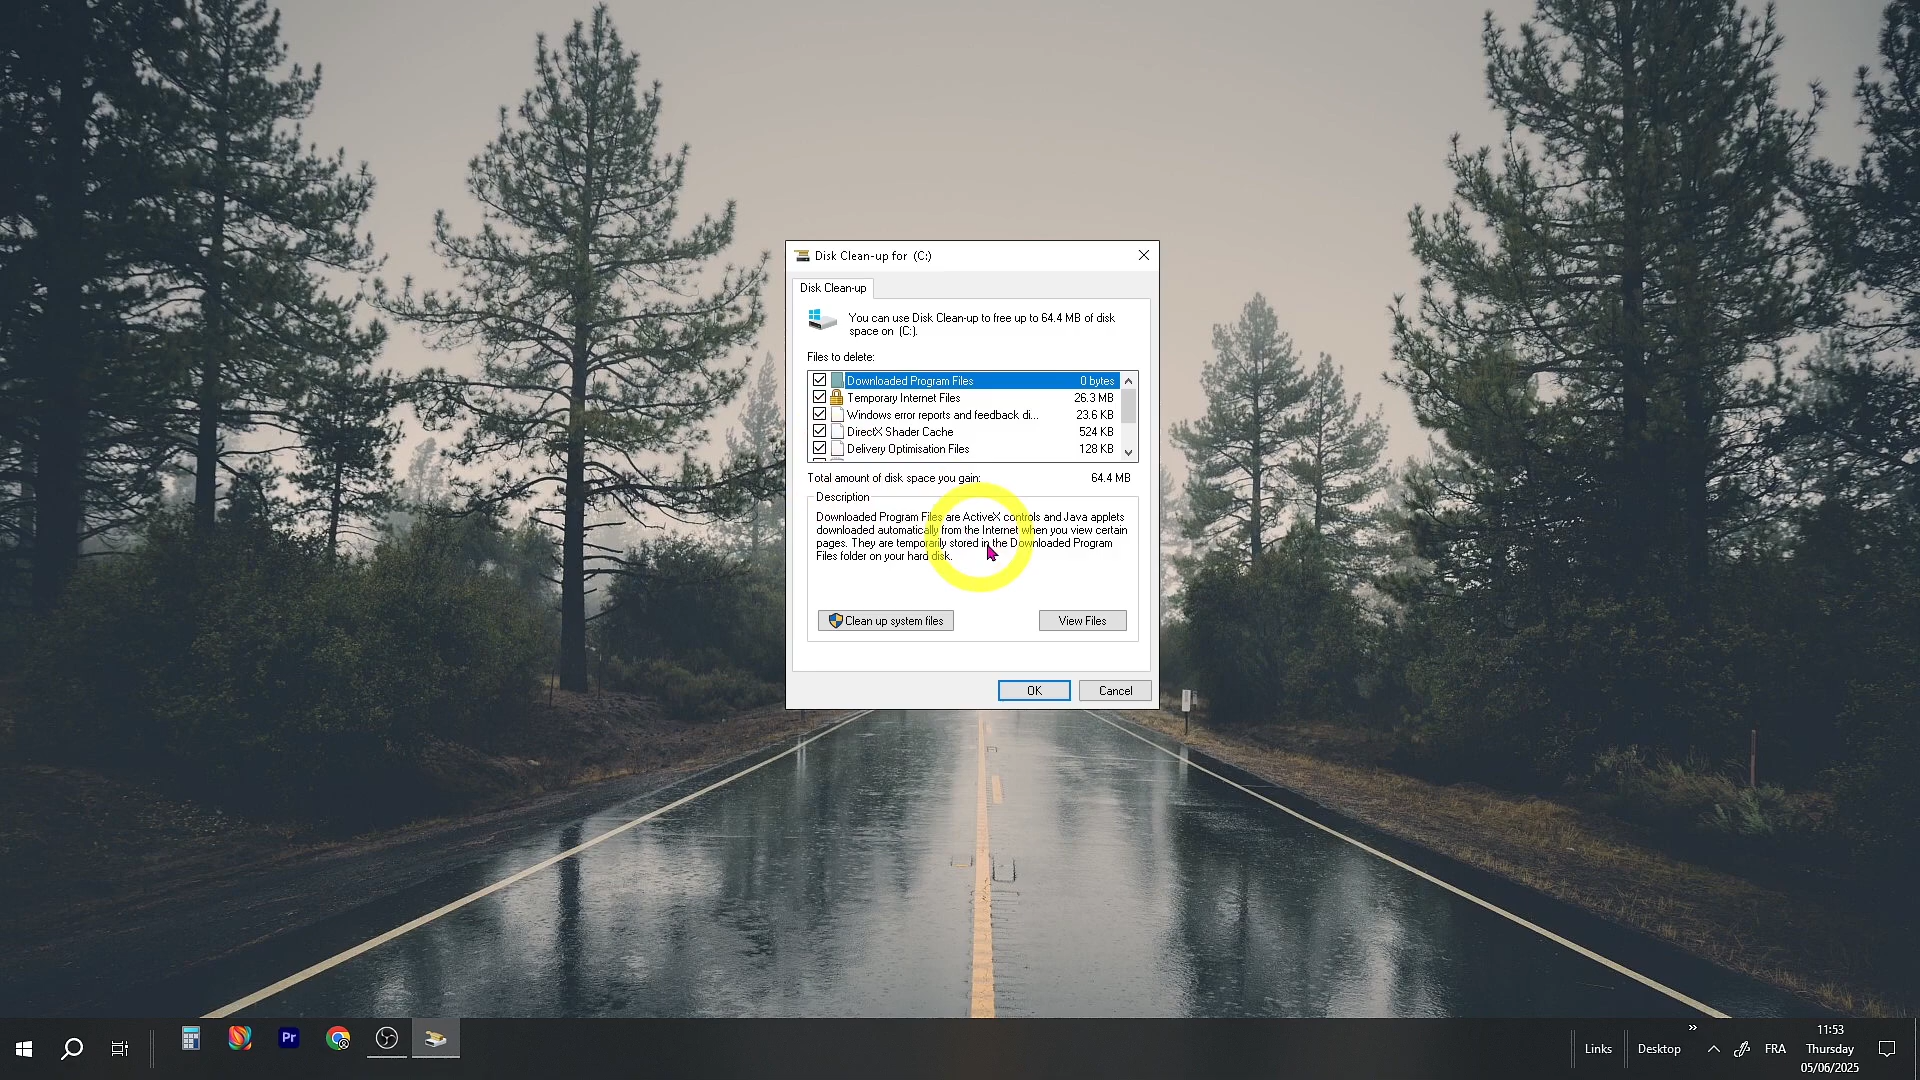 Disk Clean-up for (C:)
Disk Clean-up
You can use Disk Clean-up to free up to 64.4 MB of disk
space on (C:).
Files to delete:
Downloaded Program Files 0 bytes
Temporary Internet Files 26.3 MB
Windows error reports and feedback di... 23.6 KB
DirectX Shader Cache 524 KB
Delivery Optimisation Files 128 KB
Total amount of disk space you gain: 64.4 MB
Description
Downloaded Program Files are ActiveX controls and Java applets
downloaded automatically from the Internet when you view certain
pages. They are temporarily stored in the Downloaded Program
Files folder on your hard disk.
Clean up system files
View Files
OK
Cancel
Pr
Links
Desktop
FRA
11:53
Thursday
05/06/2025